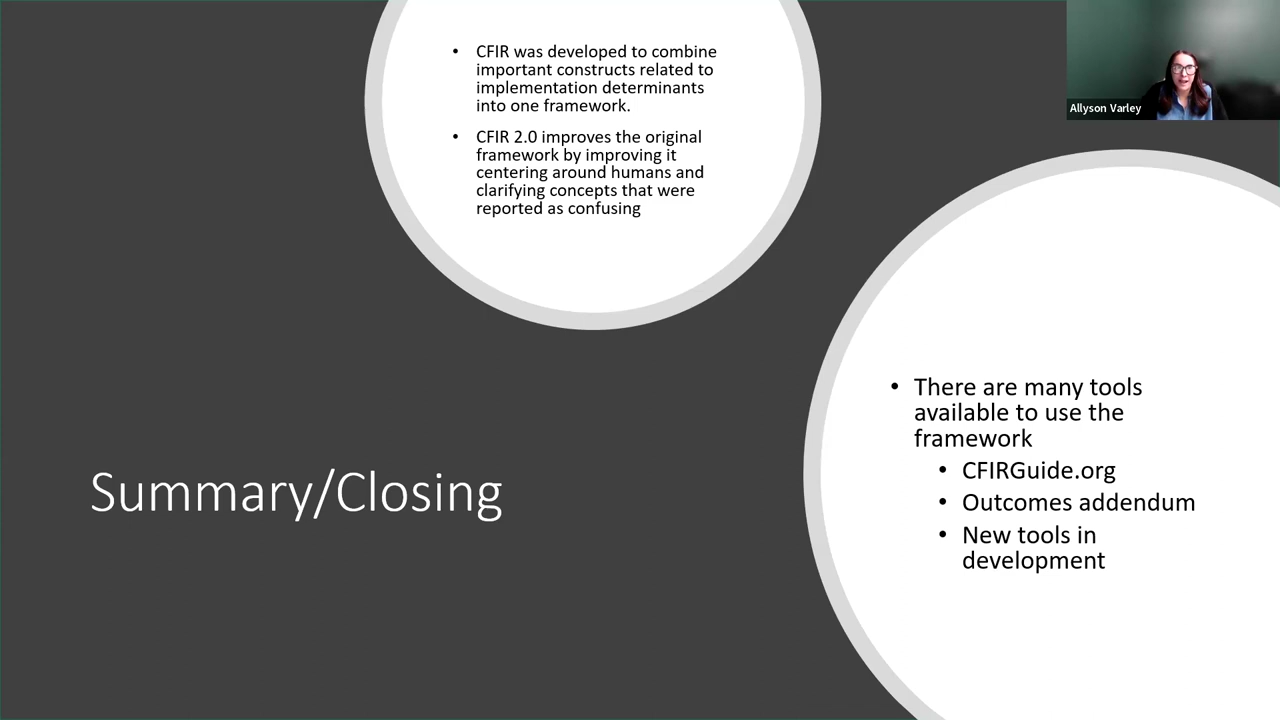 • CFIR was developed to combine
important constructs related to
implementation determinants
into one framework.
• CFIR 2.0 improves the original
framework by improving it
centering around humans and
clarifying concepts that were
reported as confusing
Allyson Varley
• There are many tools
available to use the
framework
• CFIRGuide.org
• Outcomes addendum
• New tools in
development
Summary/Closing